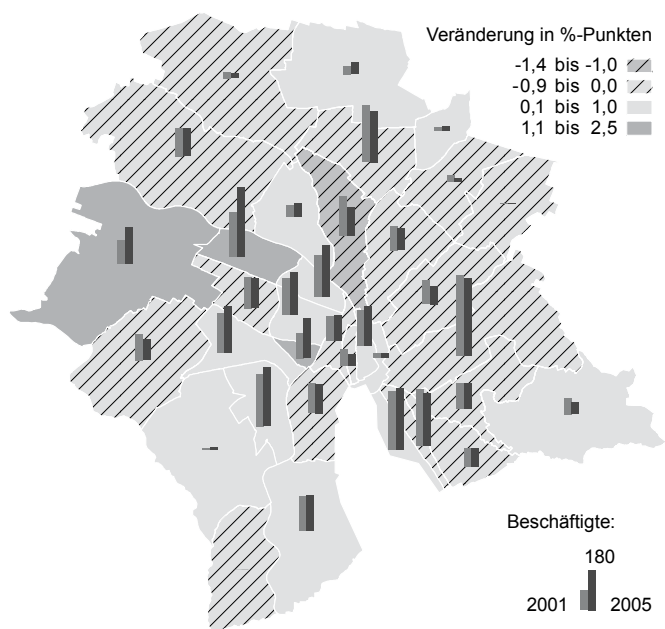 Veränderung in %-Punkten
-1,4 bis -1,0
-0,9 bis 0,0
0,1 bis 1,0
1,1 bis 2,5
Beschäftigte:
180
2001 2005